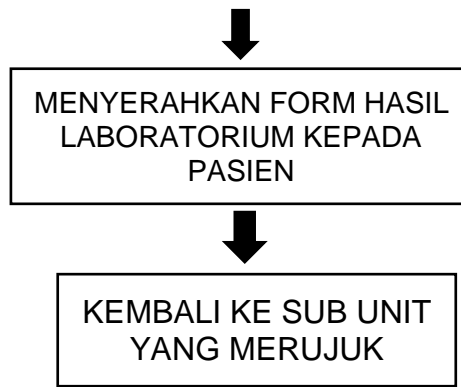 MENYERAHKAN FORM HASIL
LABORATORIUM KEPADA
PASIEN
KEMBALI KE SUB UNIT
YANG MERUJUK